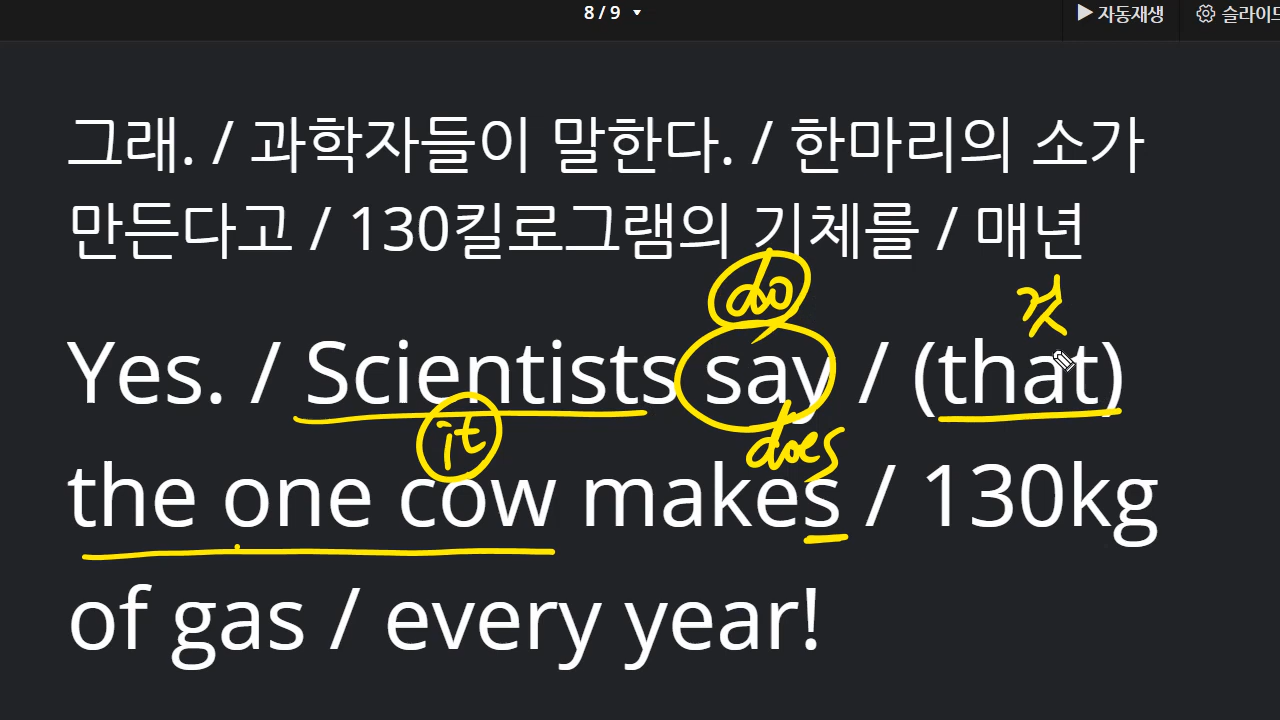 8 / 9
자동재생
슬라이드
그래. / 과학자들이 말한다. / 한마리의 소가
만든다고 / 130킬로그램의 기체를 / 매년
do
것
Yes. / Scientists say / (that)
it
does
the one cow makes / 130kg
of gas / every year!